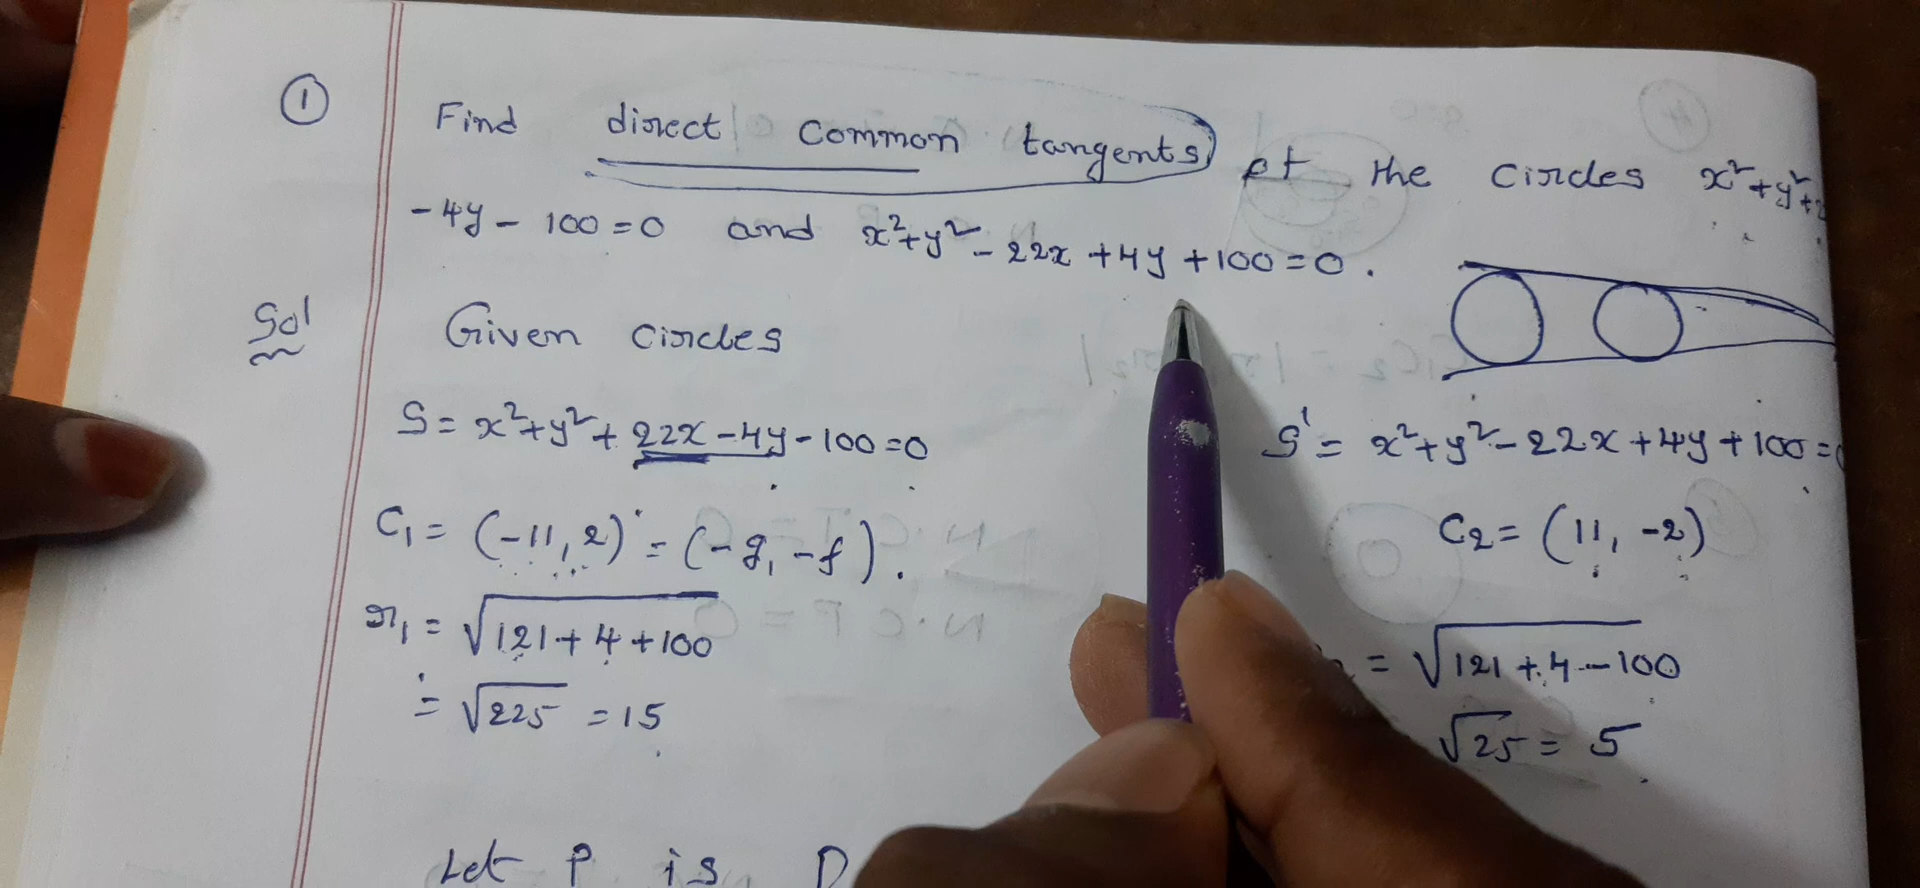 ① Find direct common tangents of the circles x²+y²+
-4y - 100 = 0 and x²+y² - 22x + 4y + 100 = 0.
Sol Given circles
S = x²+y² + 22x - 4y - 100 = 0
S' = x²+y² - 22x + 4y + 100 =
C₁ = (-11, 2) = (-g, -f).
C₂ = (11, -2)
r₁ = √121 + 4 + 100
= √121 + 4 - 100
= √225 = 15
√25 = 5
Let P is